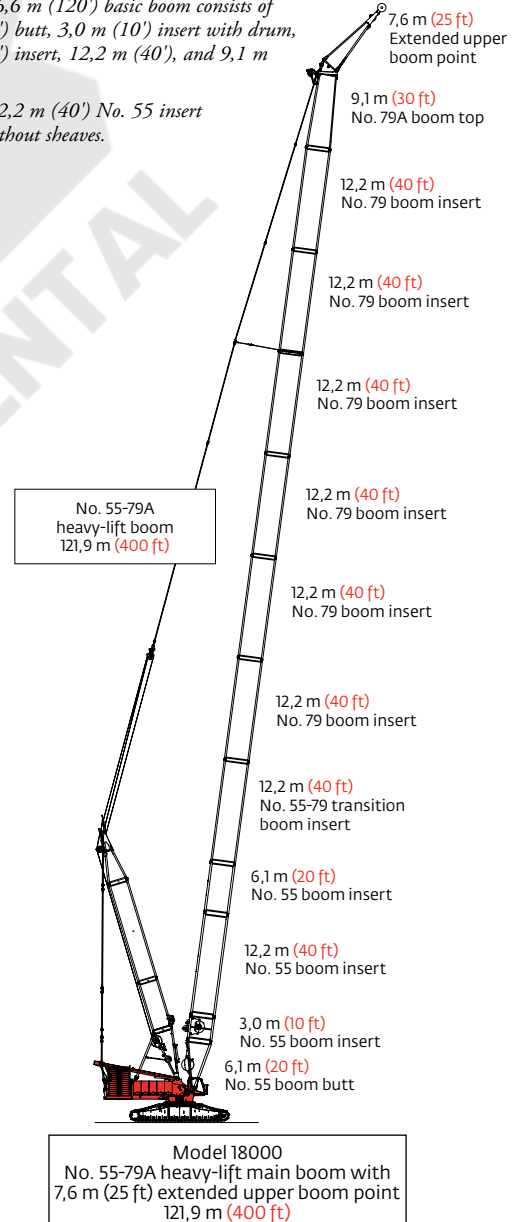 6,6 m (120') basic boom consists of
') butt, 3,0 m (10') insert with drum,
') insert, 12,2 m (40'), and 9,1 m
2,2 m (40') No. 55 insert
thout sheaves.
ENTAL
7,6 m (25 ft)
Extended upper
boom point
9,1 m (30 ft)
No. 79A boom top
12,2 m (40 ft)
No. 79 boom insert
12,2 m (40 ft)
No. 79 boom insert
12,2 m (40 ft)
No. 79 boom insert
12,2 m (40 ft)
No. 79 boom insert
No. 55-79A
heavy-lift boom
121,9 m (400 ft)
12,2 m (40 ft)
No. 79 boom insert
12,2 m (40 ft)
No. 79 boom insert
12,2 m (40 ft)
No. 55-79 transition
boom insert
6,1 m (20 ft)
No. 55 boom insert
12,2 m (40 ft)
No. 55 boom insert
3,0 m (10 ft)
No. 55 boom insert
6,1 m (20 ft)
No. 55 boom butt
Model 18000
No. 55-79A heavy-lift main boom with
7,6 m (25 ft) extended upper boom point
121,9 m (400 ft)